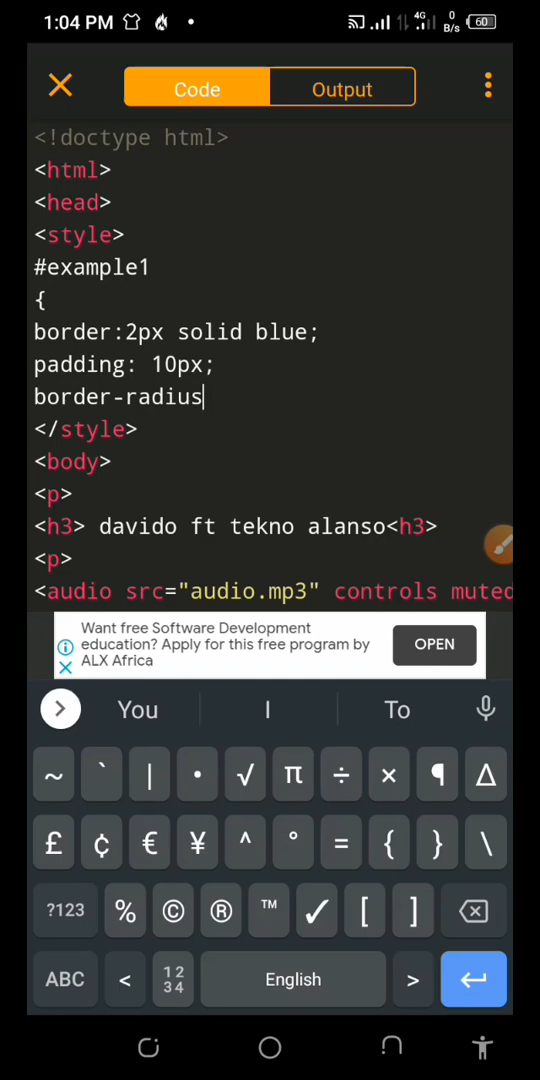 1:04 PM 4G 0 B/s 60
Code Output
<!doctype html>
<html>
<head>
<style>
#example1
{
border:2px solid blue;
padding: 10px;
border-radius
</style>
<body>
<p>
<h3> davido ft tekno alanso<h3>
<p>
<audio src="audio.mp3" controls muted
Want free Software Development
education? Apply for this free program by
ALX Africa
OPEN
You I To
~ ` | • √ π ÷ × ¶ Δ
£ ¢ € ¥ ^ ° = { } \
?123 % © ® ™ ✓ [ ]
ABC < 12 34 English >